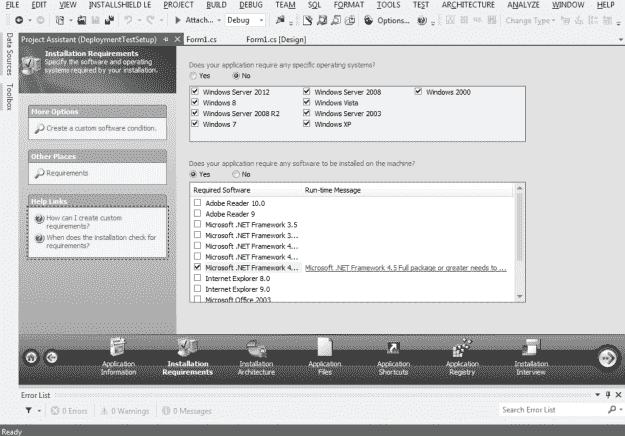 FILE EDIT VIEW INSTALLSHIELD LE PROJECT BUILD DEBUG TEAM SQL FORMAT TOOLS TEST ARCHITECTURE ANALYZE WINDOW HELP
Attach... Debug Options... Change Type
Data Sources
Toolbox
Project Assistant (DeploymentTestSetup) Form1.cs Form1.cs [Design]
Installation Requirements
Specify the software and operating
systems required by your installation.
More Options
Create a custom software condition.
Other Places
Requirements
Help Links
How can I create custom
requirements?
When does the installation check for
requirements?
Does your application require any specific operating systems?
Yes No
Windows Server 2012 Windows Server 2008 Windows 2000
Windows 8 Windows Vista
Windows Server 2008 R2 Windows Server 2003
Windows 7 Windows XP
Does your application require any software to be installed on the machine?
Yes No
Required Software Run-time Message
Adobe Reader 10.0
Adobe Reader 9
Microsoft .NET Framework 3.5
Microsoft .NET Framework 3...
Microsoft .NET Framework 4...
Microsoft .NET Framework 4...
Microsoft .NET Framework 4... Microsoft .NET Framework 4.5 Full package or greater needs to ...
Internet Explorer 8.0
Internet Explorer 9.0
Microsoft Office 2003
Application Information
Installation Requirements
Installation Architecture
Application Files
Application Shortcuts
Application Registry
Installation Interview
Error List
0 Errors 0 Warnings 0 Messages Search Error List
Ready